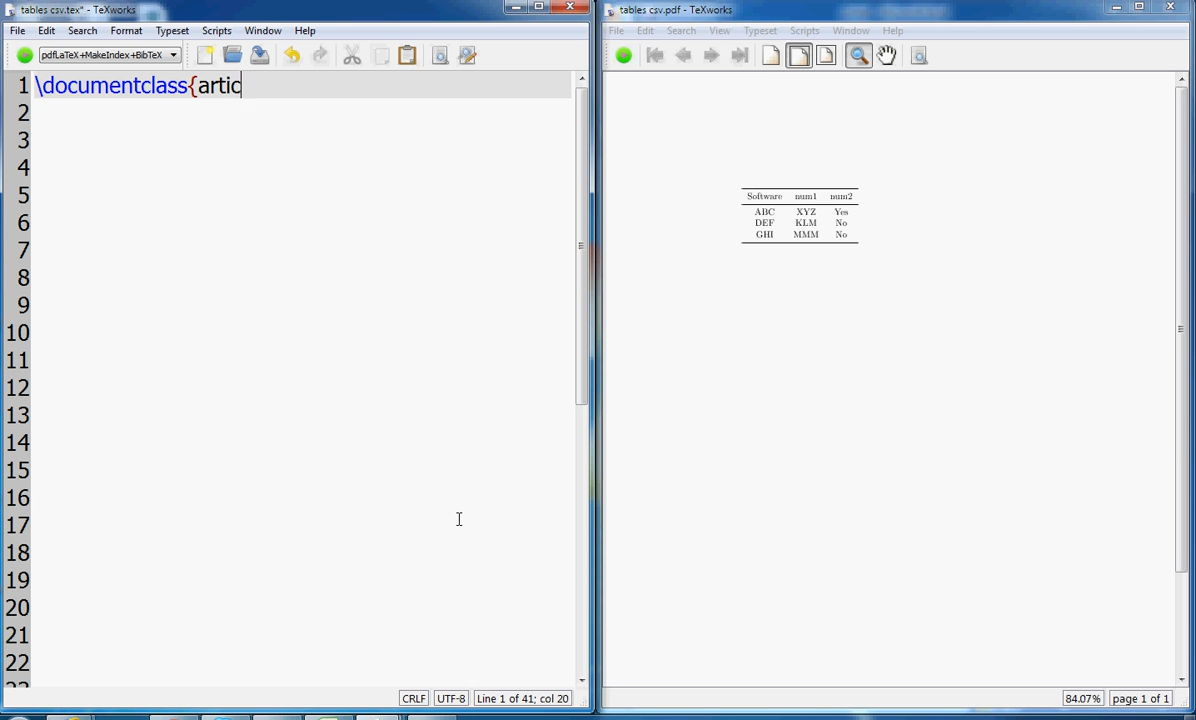 tables csv.tex* - TeXworks
File Edit Search Format Typeset Scripts Window Help
pdfLaTeX+MakeIndex+BibTeX
1 \documentclass{artic
2
3
4
5
6
7
8
9
10
11
12
13
14
15
16
17
18
19
20
21
22
CRLF UTF-8 Line 1 of 41; col 20
tables csv.pdf - TeXworks
File Edit Search View Typeset Scripts Window Help
Software num1 num2
ABC XYZ Yes
DEF KLM No
GHI MMM No
84.07% page 1 of 1